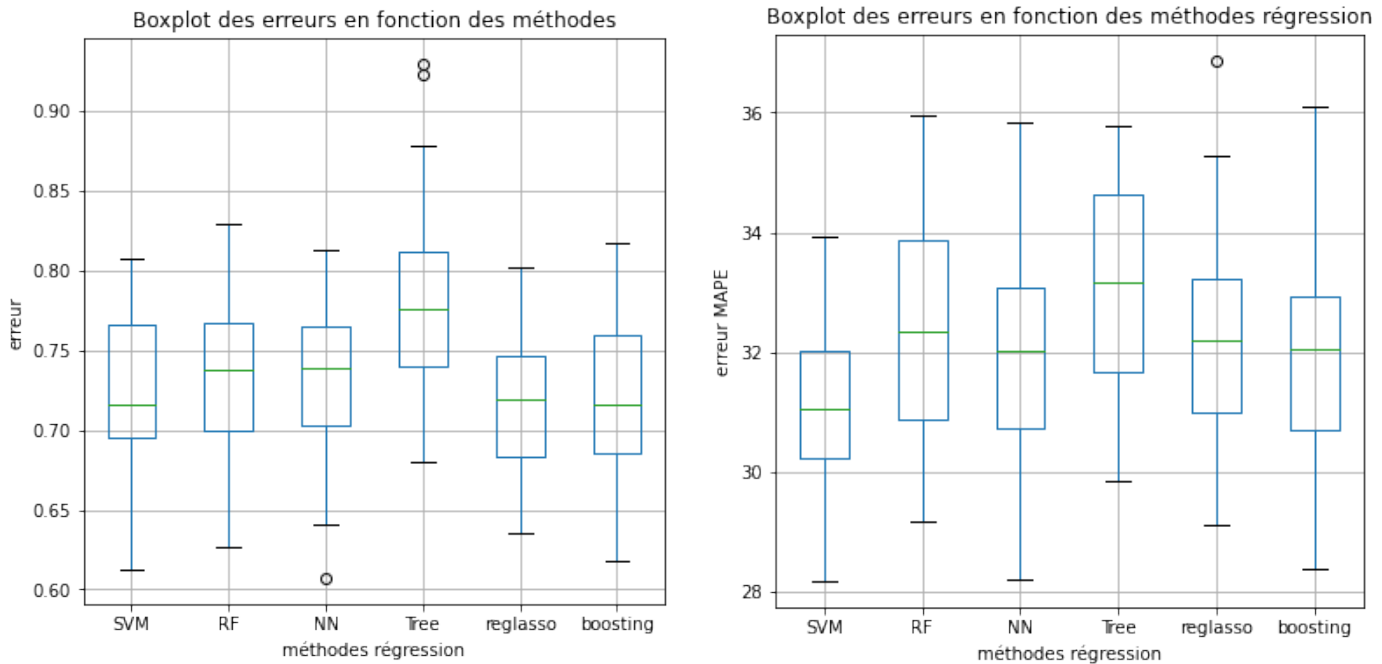 Boxplot des erreurs en fonction des méthodes
erreur
0.90
0.85
0.80
0.75
0.70
0.65
0.60
SVM RF NN Tree reglasso boosting
méthodes régression
Boxplot des erreurs en fonction des méthodes régression
erreur MAPE
36
34
32
30
28
SVM RF NN Tree reglasso boosting
méthodes régression